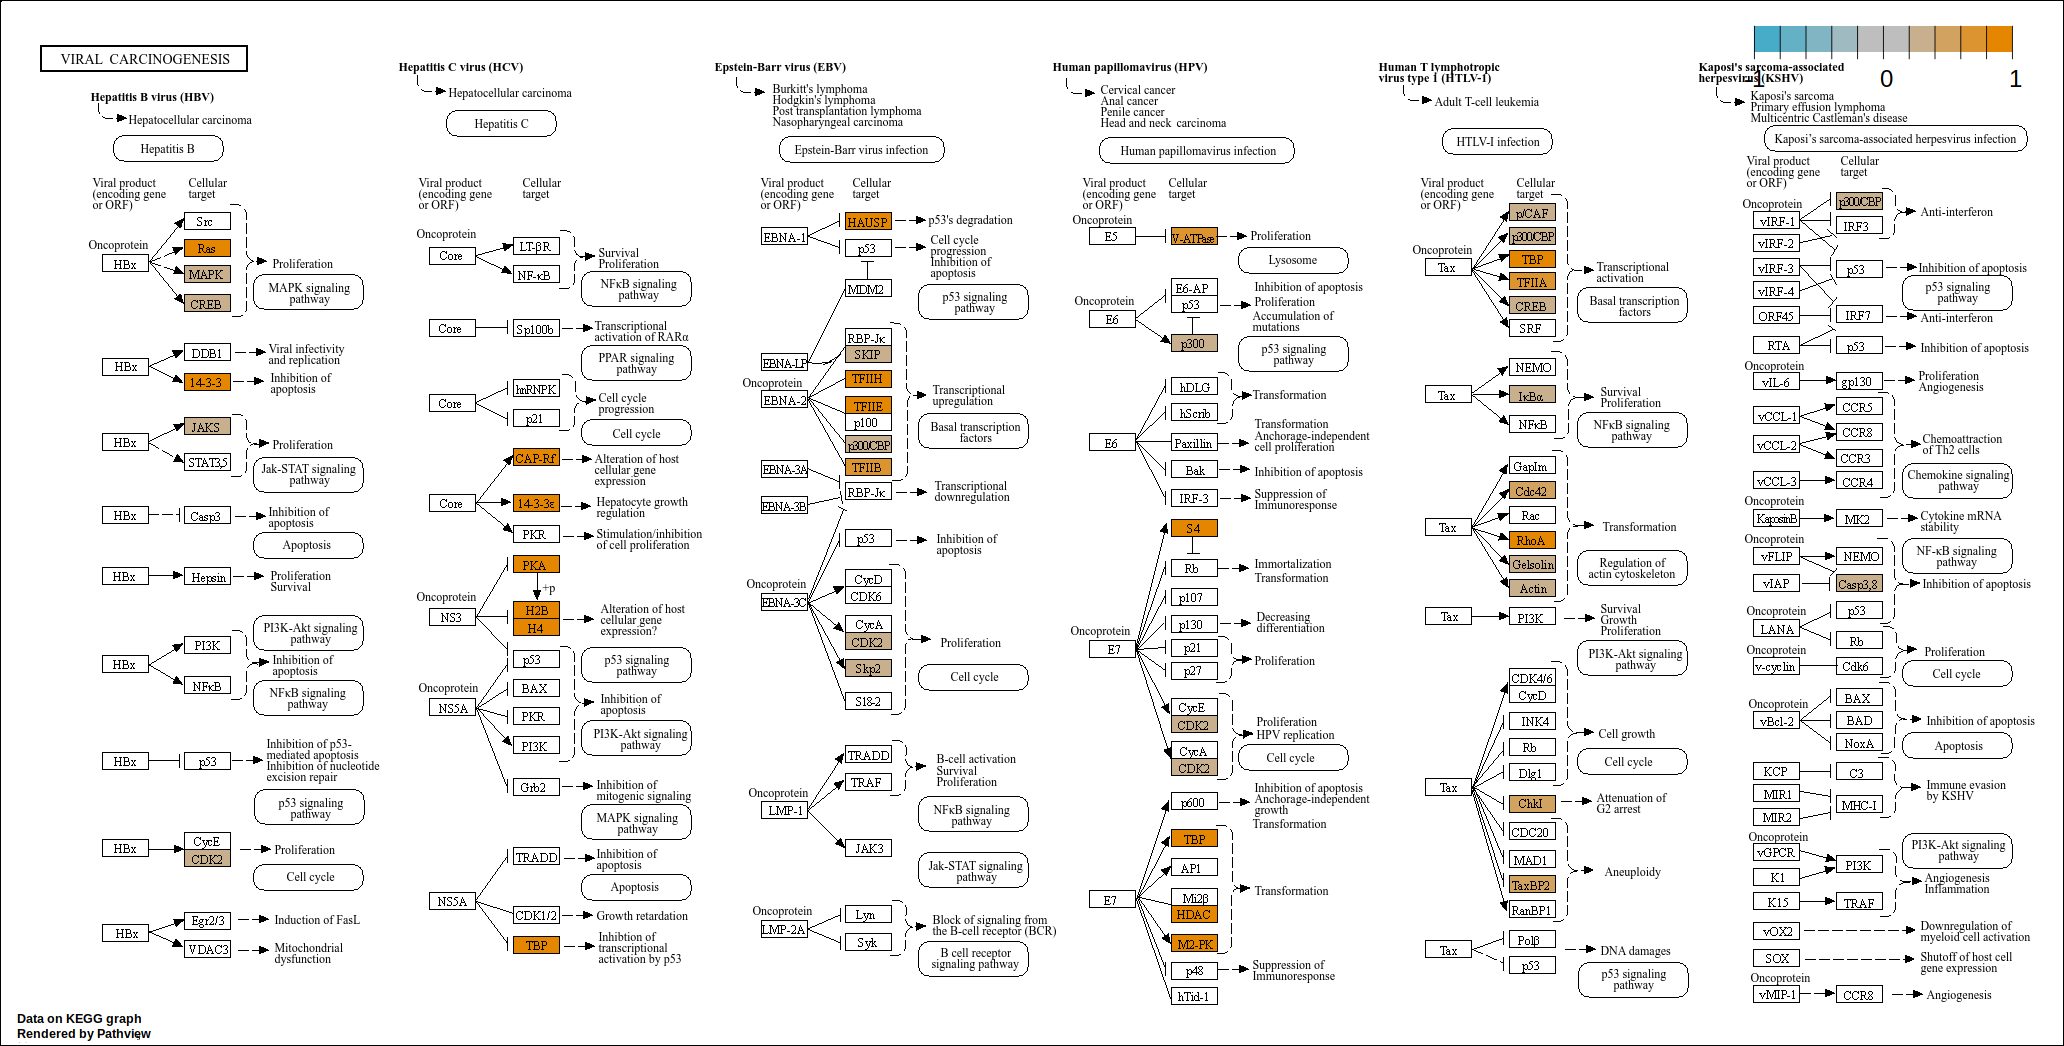 VIRAL CARCINOGENESIS
-1
0
1
Hepatitis B virus (HBV)
Hepatocellular carcinoma
Hepatitis B
Viral product
(encoding gene
or ORF)
Cellular
target
Oncoprotein
HBx
Src
Ras
MAPK
CREB
Proliferation
MAPK signaling
pathway
HBx
DDB1
14-3-3
Viral infectivity
and replication
Inhibition of
apoptosis
HBx
JAKS
STAT3,5
Proliferation
Jak-STAT signaling
pathway
HBx
Casp3
Inhibition of
apoptosis
Apoptosis
HBx
Hepsin
Proliferation
Survival
PI3K-Akt signaling
pathway
HBx
PI3K
NFκB
Inhibition of
apoptosis
NFκB signaling
pathway
HBx
p53
Inhibition of p53-
mediated apoptosis
Inhibition of nucleotide
excision repair
p53 signaling
pathway
HBx
CycE
CDK2
Proliferation
Cell cycle
HBx
Egr2/3
VDAC3
Induction of FasL
Mitochondrial
dysfunction
Hepatitis C virus (HCV)
Hepatocellular carcinoma
Hepatitis C
Viral product
(encoding gene
or ORF)
Cellular
target
Oncoprotein
Core
LT-βR
NF-κB
Survival
Proliferation
NFκB signaling
pathway
Core
Sp100b
Transcriptional
activation of RARα
PPAR signaling
pathway
Core
hnRNPK
p21
Cell cycle
progression
Cell cycle
Core
CAP-Rf
14-3-3ε
PKR
Alteration of host
cellular gene
expression
Hepatocyte growth
regulation
Stimulation/inhibition
of cell proliferation
Oncoprotein
NS3
PKA
+p
H2B
H4
p53
Alteration of host
cellular gene
expression?
p53 signaling
pathway
Oncoprotein
NS5A
BAX
PKR
PI3K
Grb2
Inhibition of
apoptosis
PI3K-Akt signaling
pathway
Inhibition of
mitogenic signaling
MAPK signaling
pathway
NS5A
TRADD
CDK1/2
TBP
Inhibition of
apoptosis
Apoptosis
Growth retardation
Inhibtion of
transcriptional
activation by p53
Epstein-Barr virus (EBV)
Burkitt's lymphoma
Hodgkin's lymphoma
Post transplantation lymphoma
Nasopharyngeal carcinoma
Epstein-Barr virus infection
Viral product
(encoding gene
or ORF)
Cellular
target
EBNA-1
HAUSP
p53
MDM2
p53's degradation
Cell cycle
progression
Inhibition of
apoptosis
p53 signaling
pathway
EBNA-LP
Oncoprotein
EBNA-2
EBNA-3A
EBNA-3B
RBP-Jκ
SKIP
TFIIH
TFIIE
p100
p300/CBP
TFIIB
RBP-Jκ
Transcriptional
upregulation
Basal transcription
factors
Transcriptional
downregulation
Oncoprotein
EBNA-3C
p53
CycD
CDK6
CycA
CDK2
Skp2
S18-2
Inhibition of
apoptosis
Proliferation
Cell cycle
Oncoprotein
LMP-1
TRADD
TRAF
JAK3
B-cell activation
Survival
Proliferation
NFκB signaling
pathway
Jak-STAT signaling
pathway
Oncoprotein
LMP-2A
Lyn
Syk
Block of signaling from
the B-cell receptor (BCR)
B cell receptor
signaling pathway
Human papillomavirus (HPV)
Cervical cancer
Anal cancer
Penile cancer
Head and neck carcinoma
Human papillomavirus infection
Viral product
(encoding gene
or ORF)
Cellular
target
Oncoprotein
E5
V-ATPase
Proliferation
Lysosome
Oncoprotein
E6
E6-AP
p53
p300
Inhibition of apoptosis
Proliferation
Accumulation of
mutations
p53 signaling
pathway
E6
hDLG
hScrib
Paxillin
Bak
IRF-3
Transformation
Transformation
Anchorage-independent
cell proliferation
Inhibition of apoptosis
Suppression of
Immunoresponse
Oncoprotein
E7
S4
Rb
p107
p130
p21
p27
CycE
CDK2
CycA
CDK2
Immortalization
Transformation
Decreasing
differentiation
Proliferation
Proliferation
HPV replication
Cell cycle
E7
p600
TBP
AP1
Mi2β
HDAC
M2-PK
p48
hTid-1
Inhibition of apoptosis
Anchorage-independent
growth
Transformation
Transformation
Suppression of
Immunoresponse
Human T lymphotropic
virus type 1 (HTLV-1)
Adult T-cell leukemia
HTLV-I infection
Viral product
(encoding gene
or ORF)
Cellular
target
Oncoprotein
Tax
p/CAF
p300/CBP
TBP
TFIIA
CREB
SRF
Transcriptional
activation
Basal transcription
factors
Tax
NEMO
IκBα
NFκB
Survival
Proliferation
NFκB signaling
pathway
Tax
GapIm
Cdc42
Rac
RhoA
Gelsolin
Actin
Transformation
Regulation of
actin cytoskeleton
Tax
PI3K
Survival
Growth
Proliferation
PI3K-Akt signaling
pathway
Tax
CDK4/6
CycD
INK4
Rb
Dlg1
ChkI
CDC20
MAD1
TaxBP2
RanBP1
Cell growth
Cell cycle
Attenuation of
G2 arrest
Aneuploidy
Tax
Polβ
p53
DNA damages
p53 signaling
pathway
Kaposi's sarcoma-associated
herpesvirus (KSHV)
Kaposi's sarcoma
Primary effusion lymphoma
Multicentric Castleman's disease
Kaposi's sarcoma-associated herpesvirus infection
Viral product
(encoding gene
or ORF)
Cellular
target
Oncoprotein
vIRF-1
vIRF-2
vIRF-3
vIRF-4
ORF45
RTA
p300/CBP
IRF3
p53
IRF7
p53
Anti-interferon
Inhibition of apoptosis
p53 signaling
pathway
Anti-interferon
Inhibition of apoptosis
Oncoprotein
vIL-6
gp130
Proliferation
Angiogenesis
vCCL-1
vCCL-2
vCCL-3
CCR5
CCR8
CCR3
CCR4
Chemoattraction
of Th2 cells
Chemokine signaling
pathway
Oncoprotein
KaposinB
MK2
Cytokine mRNA
stability
Oncoprotein
vFLIP
vIAP
NEMO
Casp3,8
NF-κB signaling
pathway
Inhibition of apoptosis
Oncoprotein
LANA
p53
Rb
Oncoprotein
v-cyclin
Cdk6
Proliferation
Cell cycle
Oncoprotein
vBcl-2
BAX
BAD
NoxA
Inhibition of apoptosis
Apoptosis
KCP
MIR1
MIR2
C3
MHC-I
Immune evasion
by KSHV
Oncoprotein
vGPCR
K1
K15
PI3K
TRAF
PI3K-Akt signaling
pathway
Angiogenesis
Inflammation
vOX2
Downregulation of
myeloid cell activation
SOX
Shutoff of host cell
gene expression
Oncoprotein
vMIP-1
CCR8
Angiogenesis
Data on KEGG graph
Rendered by Pathview